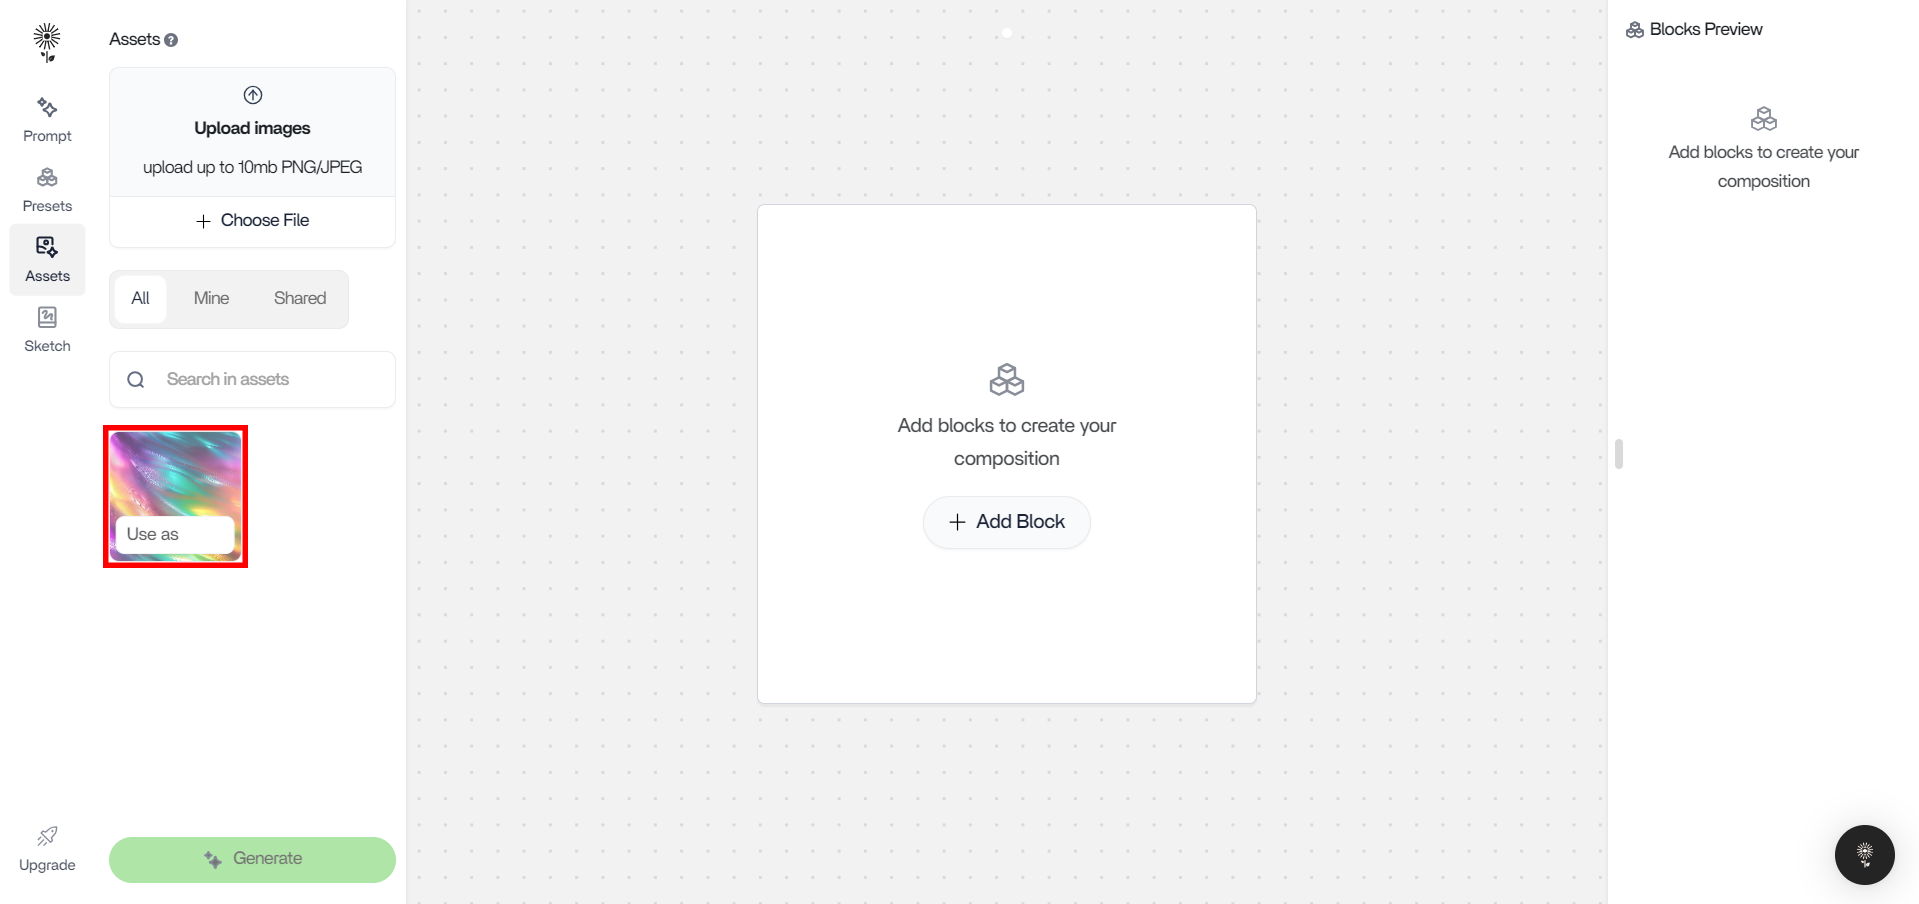 Prompt
Presets
Assets
Sketch
Upgrade
Assets ?
Upload images
upload up to 10mb PNG/JPEG
+ Choose File
All
Mine
Shared
Search in assets
Use as
Generate
Add blocks to create your
composition
+ Add Block
Blocks Preview
Add blocks to create your
composition